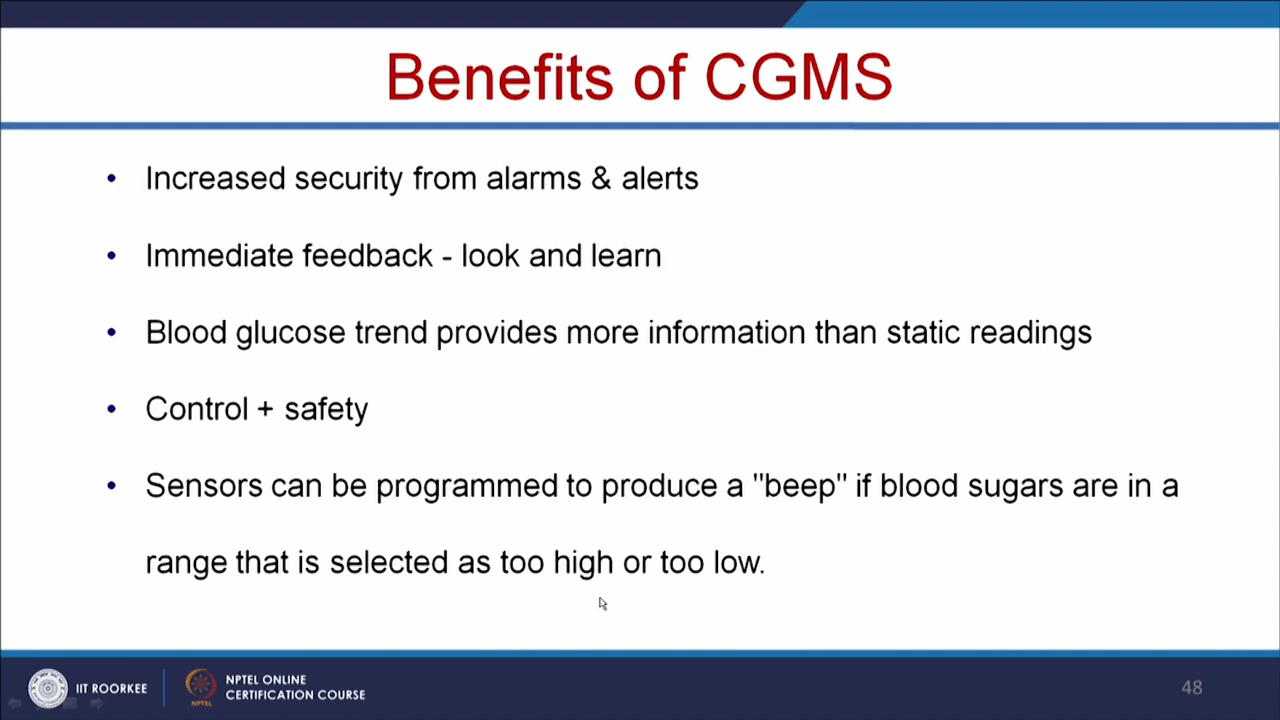 Benefits of CGMS
• Increased security from alarms & alerts
• Immediate feedback - look and learn
• Blood glucose trend provides more information than static readings
• Control + safety
• Sensors can be programmed to produce a "beep" if blood sugars are in a
range that is selected as too high or too low.
IIT ROORKEE
NPTEL
NPTEL ONLINE
CERTIFICATION COURSE
48